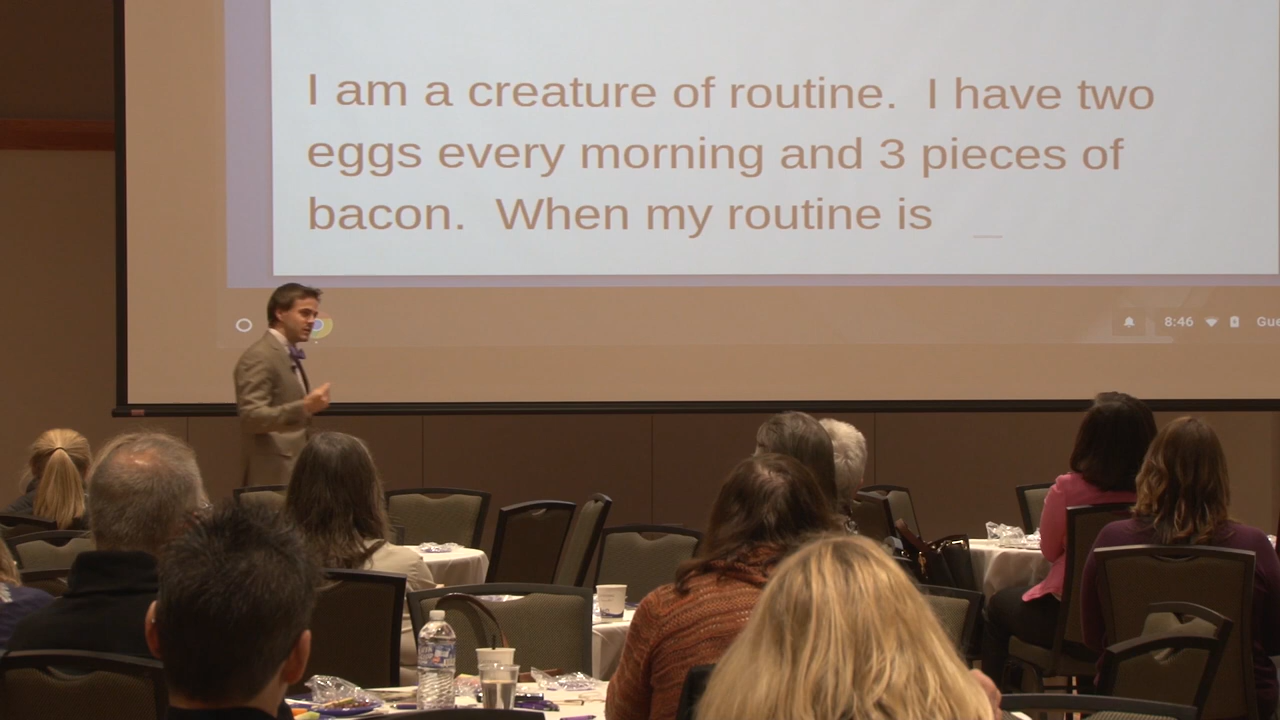 I am a creature of routine.  I have two
eggs every morning and 3 pieces of
bacon.  When my routine is  _
8:46